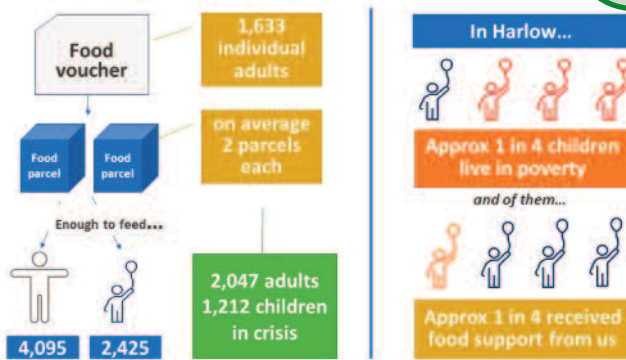 Food
voucher
1,633
individual
adults
Food
parcel
Food
parcel
on average
2 parcels
each
Enough to feed...
4,095
2,425
2,047 adults
1,212 children
in crisis
In Harlow...
Approx 1 in 4 children
live in poverty
and of them...
Approx 1 in 4 received
food support from us